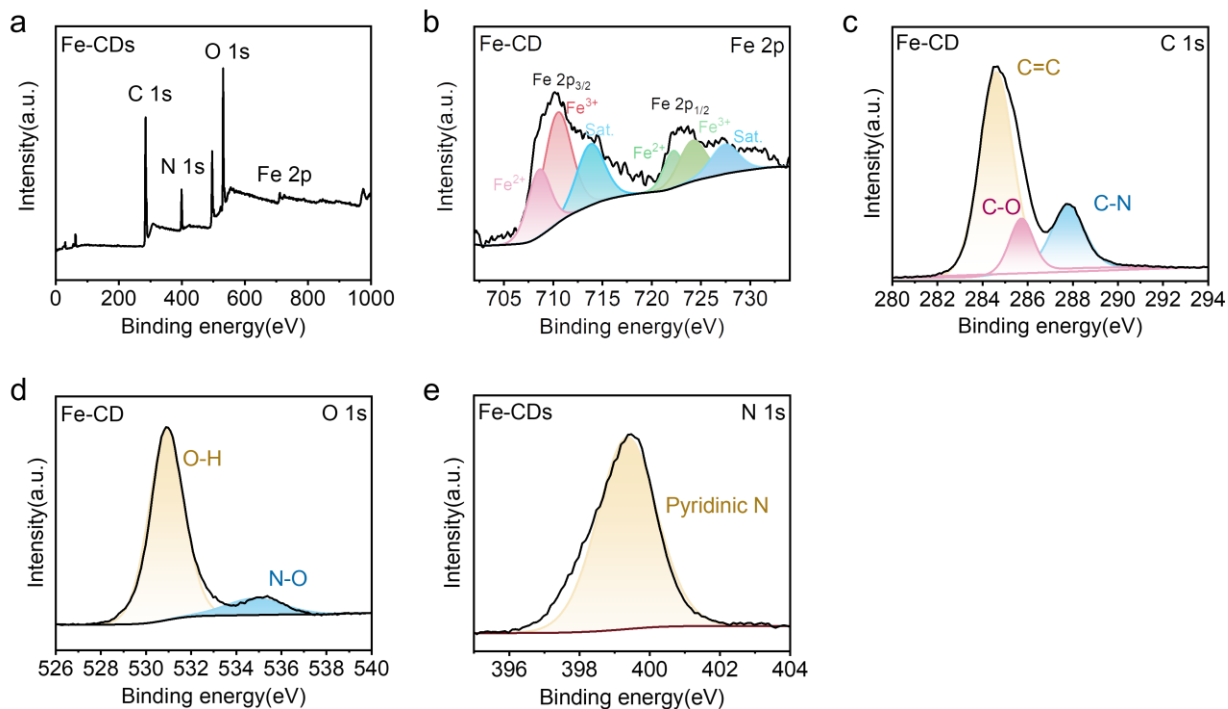 a
Fe-CDs
O 1s
C 1s
N 1s
Fe 2p
Intensity(a.u.)
0 200 400 600 800 1000
Binding energy(eV)
b
Fe-CD Fe 2p
Fe 2p3/2
Fe3+
Sat.
Fe2+
Fe 2p1/2
Fe3+
Fe2+
Sat.
Intensity(a.u.)
705 710 715 720 725 730
Binding energy(eV)
c
Fe-CD C 1s
C=C
C-O
C-N
Intensity(a.u.)
280 282 284 286 288 290 292 294
Binding energy(eV)
d
Fe-CD O 1s
O-H
N-O
Intensity(a.u.)
526 530 532 534 536 538 540
Binding energy(eV)
e
Fe-CDs N 1s
Pyridinic N
Intensity(a.u.)
396 398 400 402 404
Binding energy(eV)